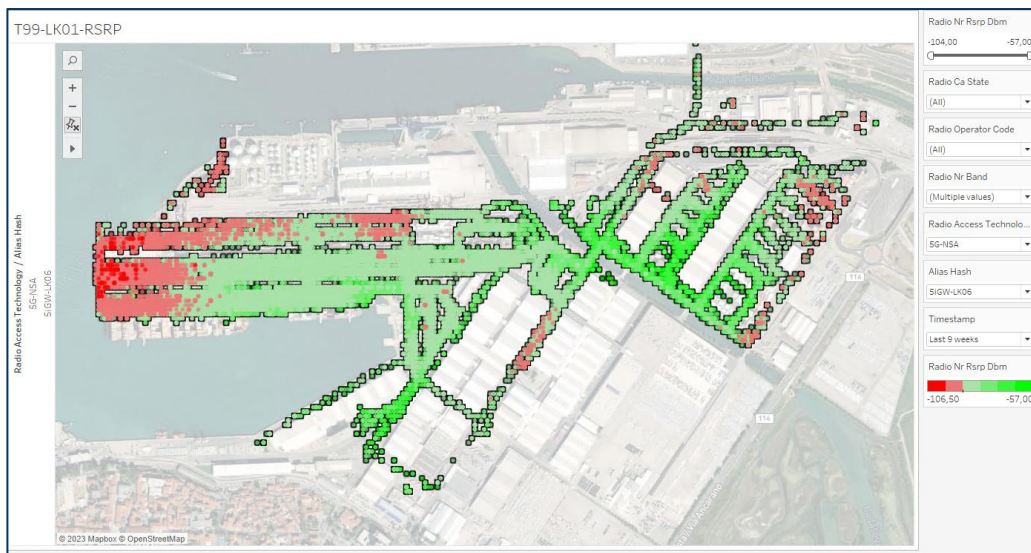 T99-LK01-RSRP
Radio Access Technology / Alias Hash
5G-NSA
5IGW-LK06
114
114
© 2023 Mapbox © OpenStreetMap
Radio Nr Rsrp Dbm
-104,00 -57,00
Radio Ca State
(All)
Radio Operator Code
(All)
Radio Nr Band
(Multiple values)
Radio Access Technolo...
5G-NSA
Alias Hash
5IGW-LK06
Timestamp
Last 9 weeks
Radio Nr Rsrp Dbm
-106,50 -57,00